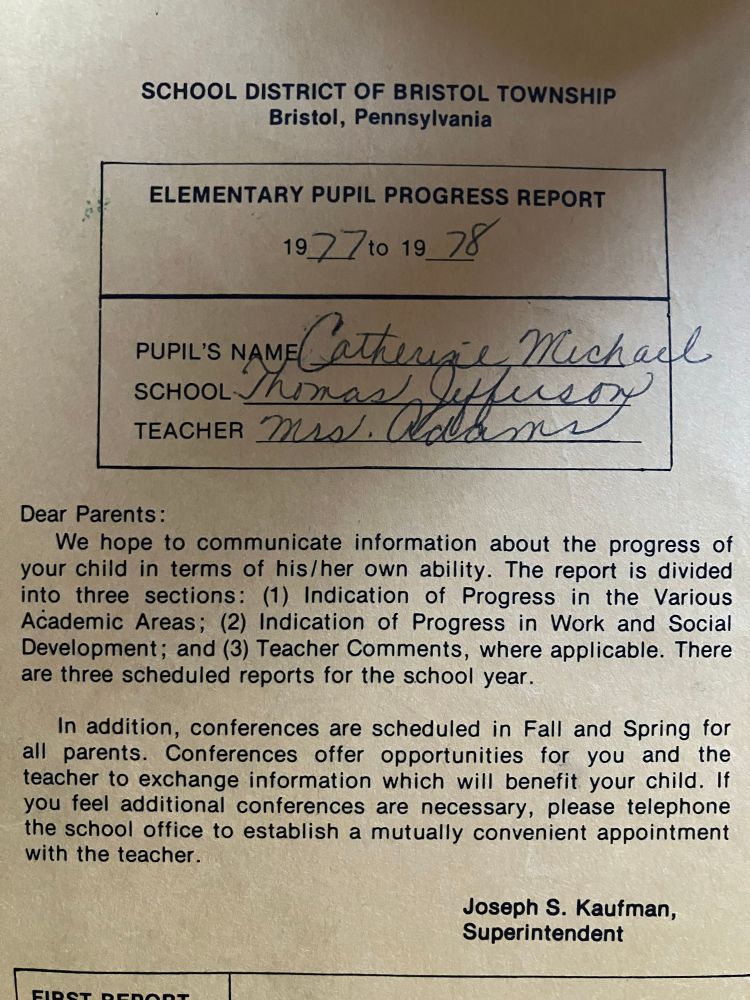 SCHOOL DISTRICT OF BRISTOL TOWNSHIP
Bristol, Pennsylvania
ELEMENTARY PUPIL PROGRESS REPORT
1977 to 1978
PUPIL'S NAME Catherine Michael
SCHOOL Thomas Jefferson
TEACHER Mrs. Adams
Dear Parents:
We hope to communicate information about the progress of
your child in terms of his/her own ability. The report is divided
into three sections: (1) Indication of Progress in the Various
Academic Areas; (2) Indication of Progress in Work and Social
Development; and (3) Teacher Comments, where applicable. There
are three scheduled reports for the school year.
In addition, conferences are scheduled in Fall and Spring for
all parents. Conferences offer opportunities for you and the
teacher to exchange information which will benefit your child. If
you feel additional conferences are necessary, please telephone
the school office to establish a mutually convenient appointment
with the teacher.
Joseph S. Kaufman,
Superintendent
FIRST REPORT